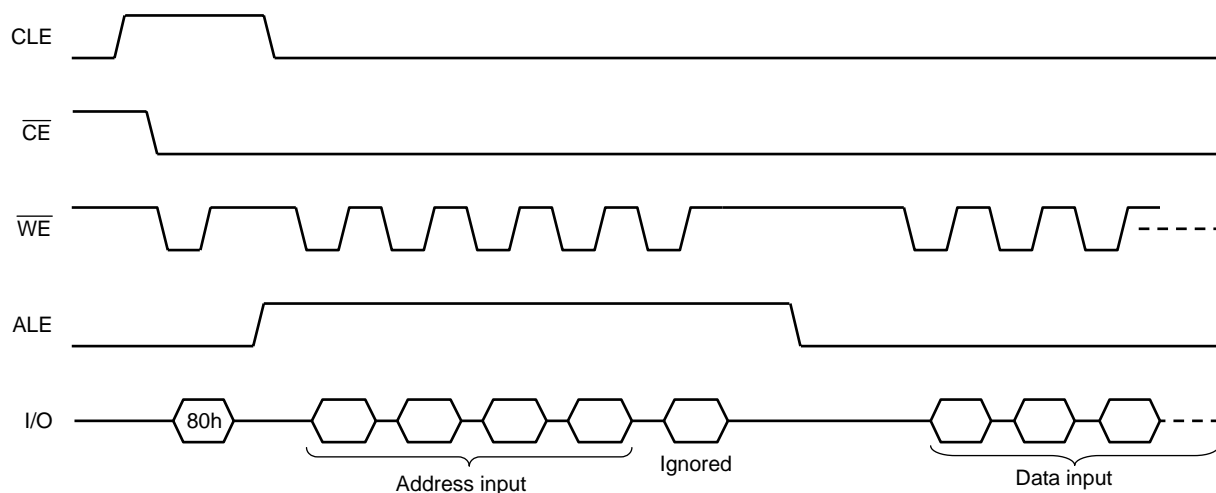 CLE
CE
WE
ALE
I/O
80h
Address input
Ignored
Data input